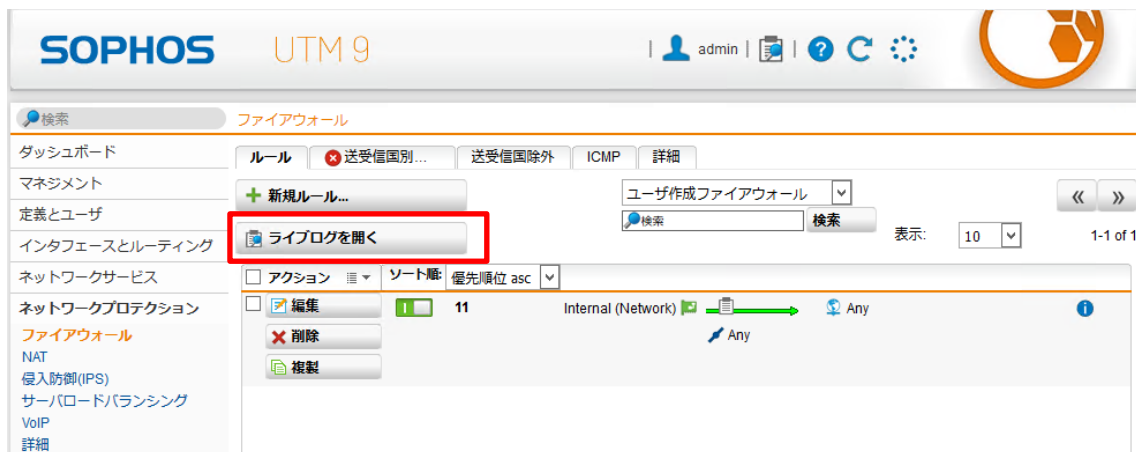 SOPHOS UTM 9
| admin | | ?
検索
ダッシュボード
マネジメント
定義とユーザ
インタフェースとルーティング
ネットワークサービス
ネットワークプロテクション
ファイアウォール
NAT
侵入防御(IPS)
サーバロードバランシング
VoIP
詳細
ファイアウォール
ルール 送受信国別... 送受信国除外 ICMP 詳細
新規ルール...
ユーザ作成ファイアウォール
« »
検索 検索
ライブログを開く
表示: 10 1-1 of 1
アクション ソート順: 優先順位 asc
編集 11 Internal (Network) Any
削除 Any
複製